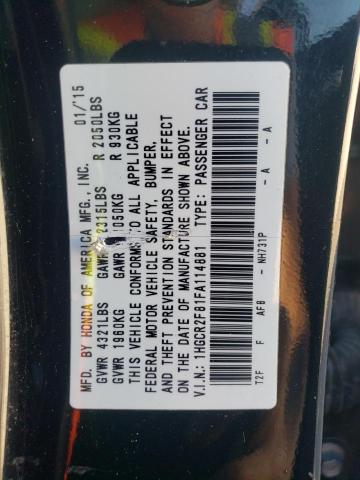 MFD. BY HONDA OF AMERICA MFG., INC. 01/'15
GVWR 4321LBS GAWR 2315LBS R 2050LBS
GVWR 1960KG GAWR 1050KG R 930KG
THIS VEHICLE CONFORMS TO ALL APPLICABLE
FEDERAL MOTOR VEHICLE SAFETY, BUMPER,
AND THEFT PREVENTION STANDARDS IN EFFECT
ON THE DATE OF MANUFACTURE SHOWN ABOVE.
V.I.N.: 1HGCR2F81FA114681 TYPE: PASSENGER CAR
T2F F AFB - NH731P - A - A